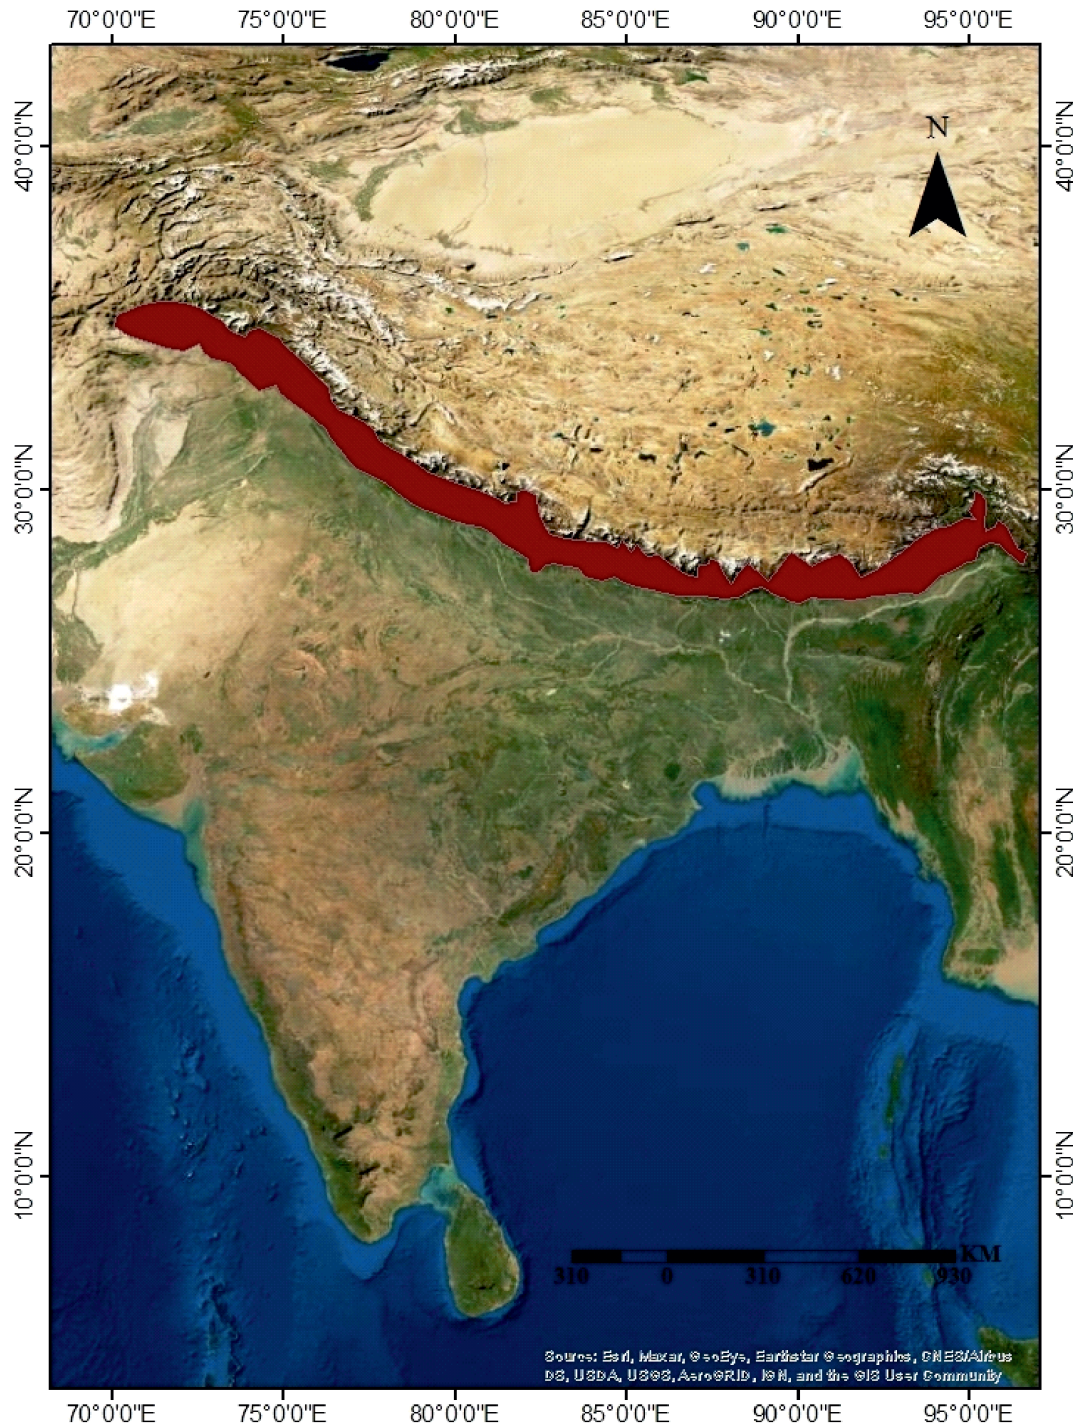 70°0'0"E 75°0'0"E 80°0'0"E 85°0'0"E 90°0'0"E 95°0'0"E
N
40°0'0"N 40°0'0"N
30°0'0"N 30°0'0"N
20°0'0"N 20°0'0"N
10°0'0"N 10°0'0"N
KM
310 0 310 620 930
Source: Esri, Maxar, GeoEye, Earthstar Geographics, CNES/Airbus
DS, USDA, USGS, AeroGRID, IGN, and the GIS User Community
70°0'0"E 75°0'0"E 80°0'0"E 85°0'0"E 90°0'0"E 95°0'0"E